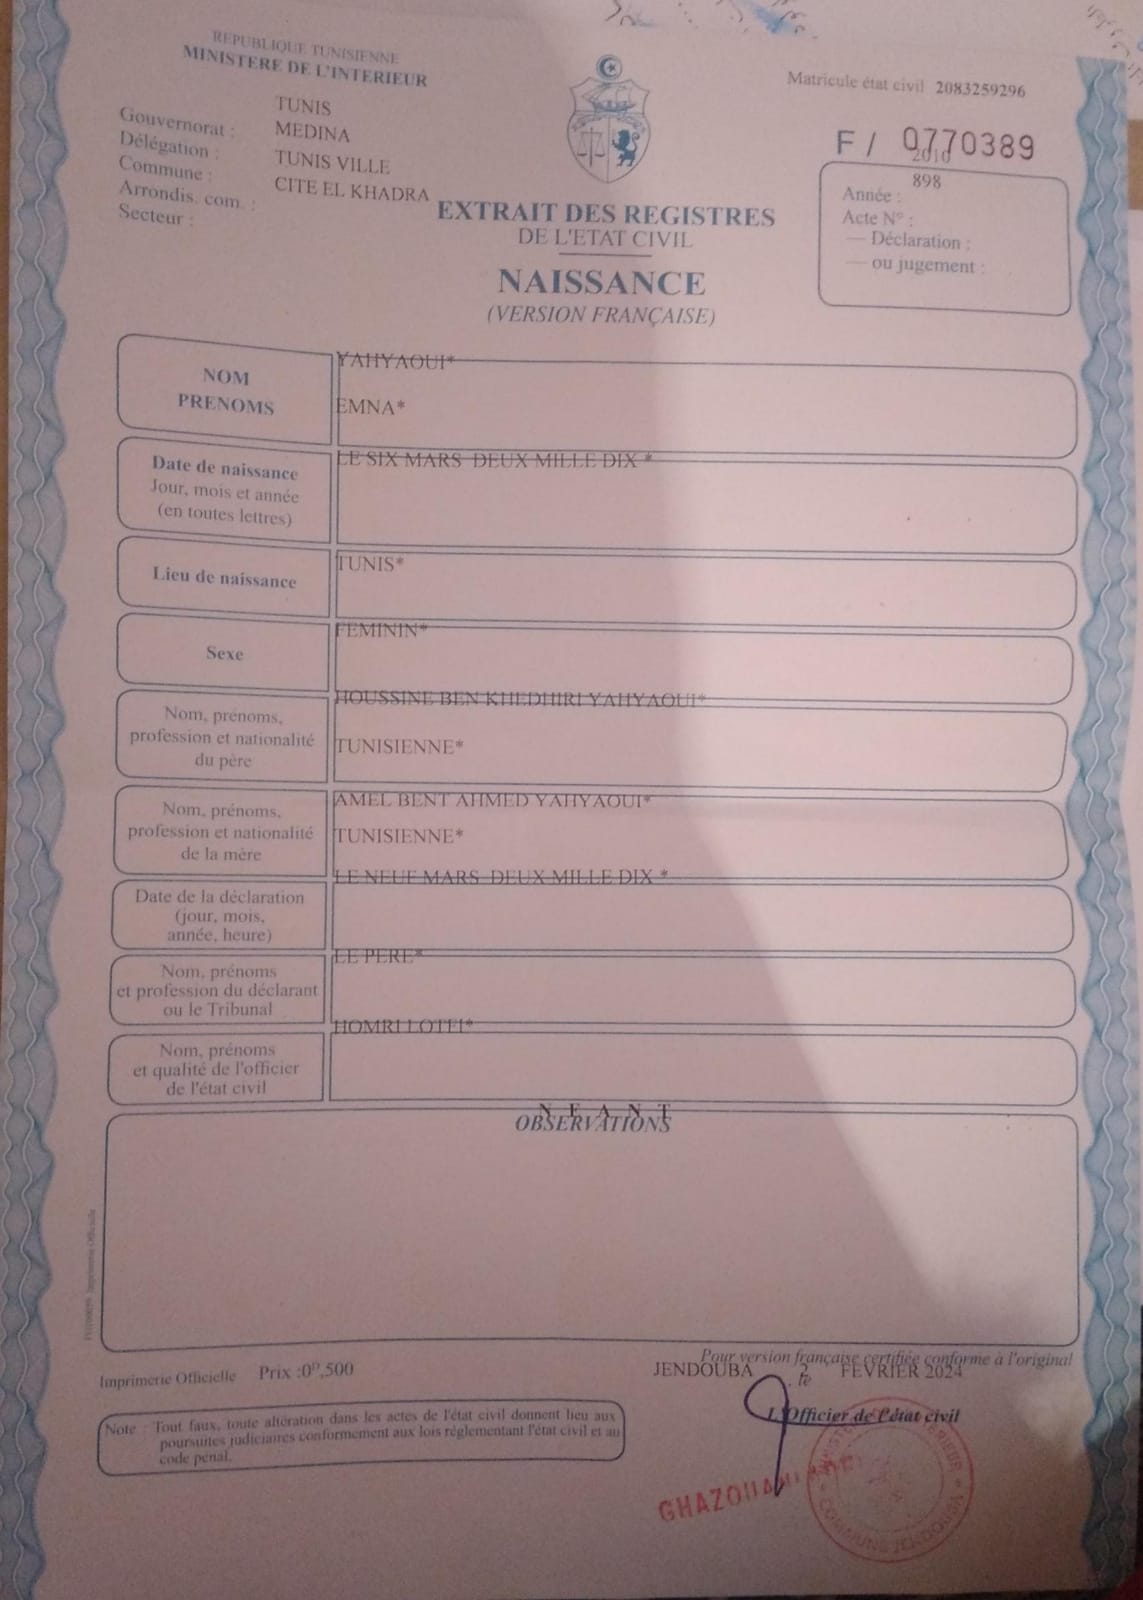 REPUBLIQUE TUNISIENNE
MINISTERE DE L'INTERIEUR
Gouvernorat : TUNIS
Délégation : MEDINA
Commune : TUNIS VILLE
Arrondis. com. : CITE EL KHADRA
Secteur :
Matricule état civil 2083259296
F / 0770389
2010
Année :
898
Acte N° :
— Déclaration :
— ou jugement :
EXTRAIT DES REGISTRES
DE L'ETAT CIVIL
NAISSANCE
(VERSION FRANÇAISE)
NOM
PRENOMS
YAHYAOUI*
EMNA*
Date de naissance
Jour, mois et année
(en toutes lettres)
LE SIX MARS DEUX MILLE DIX *
Lieu de naissance
TUNIS*
Sexe
FEMININ*
Nom, prénoms,
profession et nationalité
du père
HOUSSINE BEN KHEDHIRI YAHYAOUI*
TUNISIENNE*
Nom, prénoms,
profession et nationalité
de la mère
AMEL BENT AHMED YAHYAOUI*
TUNISIENNE*
Date de la déclaration
(jour, mois,
année, heure)
LE NEUF MARS DEUX MILLE DIX *
Nom, prénoms
et profession du déclarant
ou le Tribunal
LE PERE*
Nom, prénoms
et qualité de l'officier
de l'état civil
HOMRI LOTFI*
N E A N T
OBSERVATIONS
Imprimerie Officielle
Imprimerie Officielle Prix :0D,500
Pour version française certifiée conforme à l'original
JENDOUBA le 2 FEVRIER 2024
L'Officier de l'état civil
Note : Tout faux, toute altération dans les actes de l'état civil donnent lieu aux
poursuites judiciaires conformement aux lois réglementant l'état civil et au
code pénal.
GHAZOUANI
COMMUNE JENDOUBA